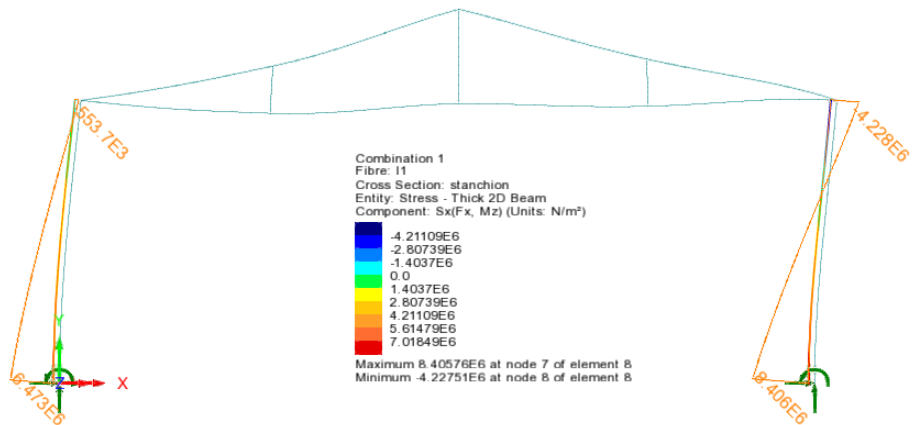 553.7E3
-4.228E6
Combination 1
Fibre: I1
Cross Section: stanchion
Entity: Stress - Thick 2D Beam
Component: Sx(Fx, Mz) (Units: N/m²)
-4.21109E6
-2.80739E6
-1.4037E6
0.0
1.4037E6
2.80739E6
4.21109E6
5.61479E6
7.01849E6
Maximum 8.40576E6 at node 7 of element 8
Minimum -4.22751E6 at node 8 of element 8
Y
Z
X
6.473E6
8.406E6